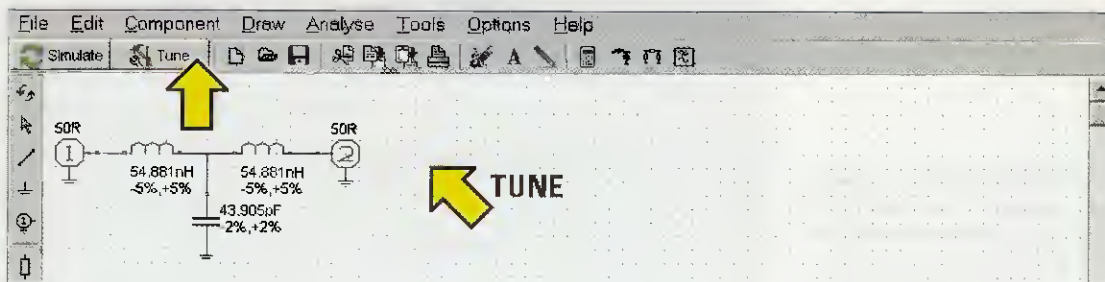 File Edit Component Draw Analyse Tools Options Help
Simulate Tune A
50R
50R
1
2
54.881nH
54.881nH
-5%,+5%
-5%,+5%
TUNE
43.905pF
-2%,+2%
1